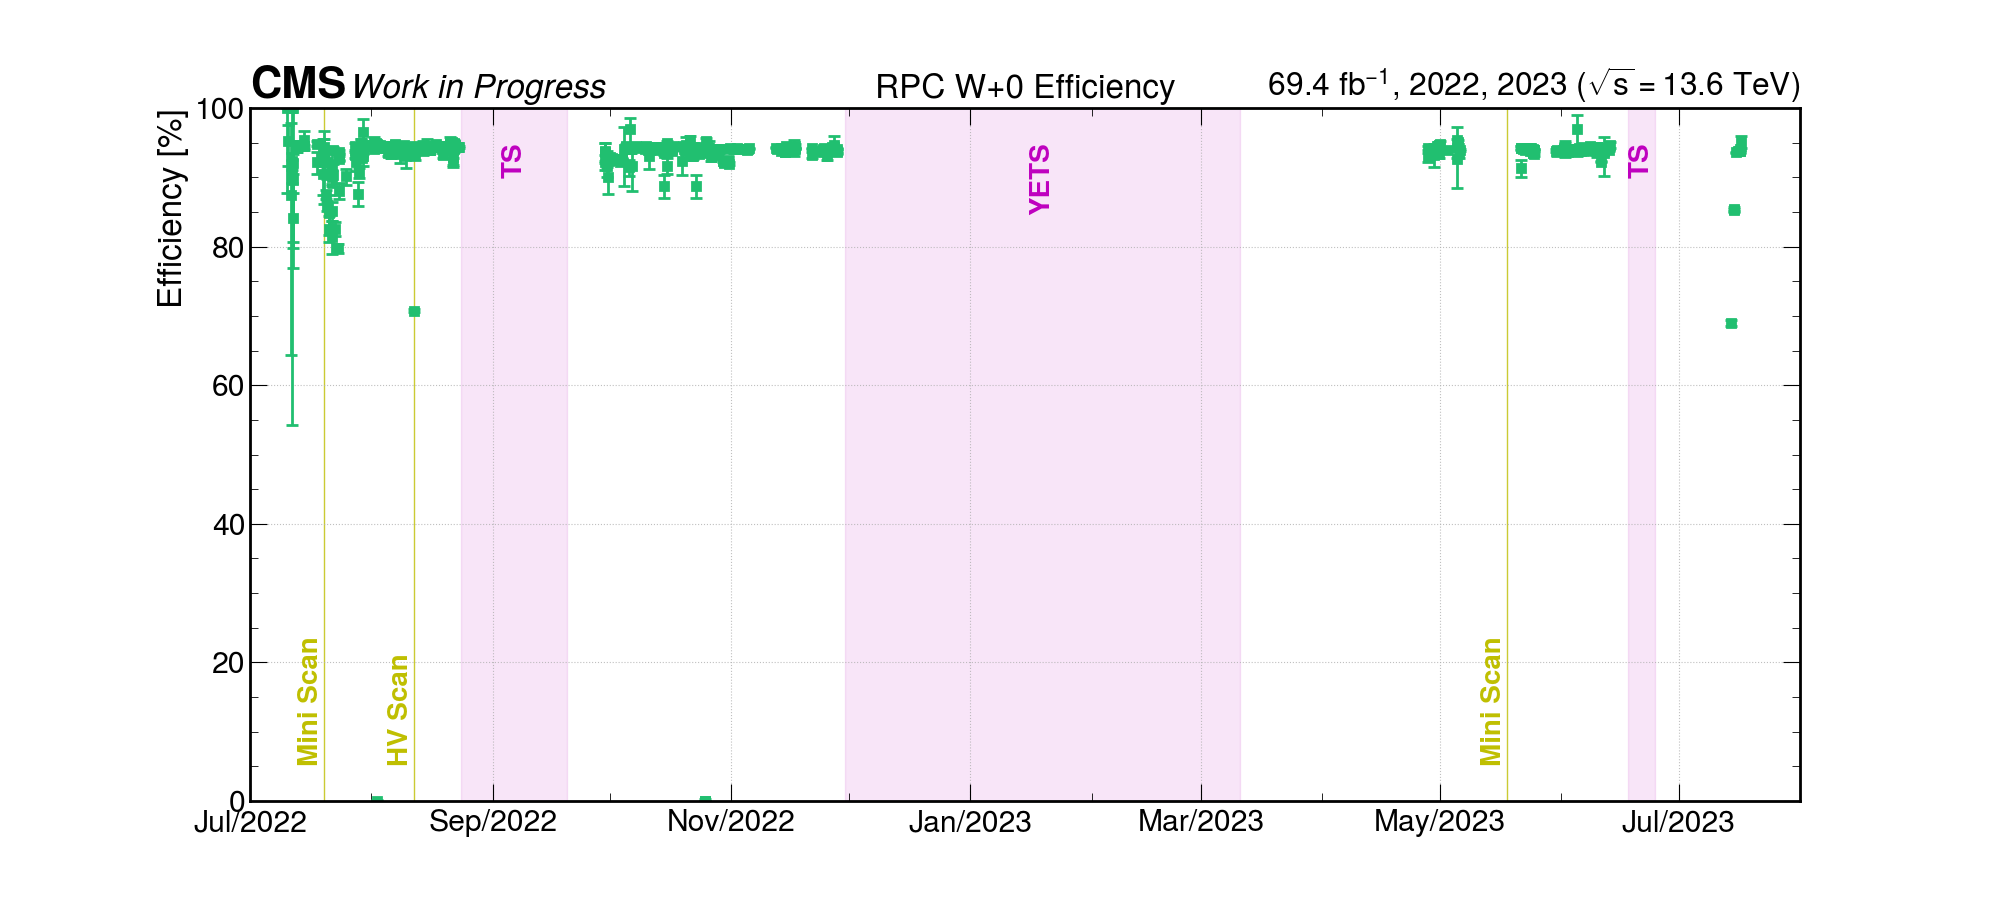 CMS Work in Progress RPC W+0 Efficiency 69.4 fb⁻¹, 2022, 2023 (√s = 13.6 TeV)
Efficiency [%]
100
80
60
40
20
0
TS
YETS
TS
Mini Scan
HV Scan
Mini Scan
Jul/2022 Sep/2022 Nov/2022 Jan/2023 Mar/2023 May/2023 Jul/2023